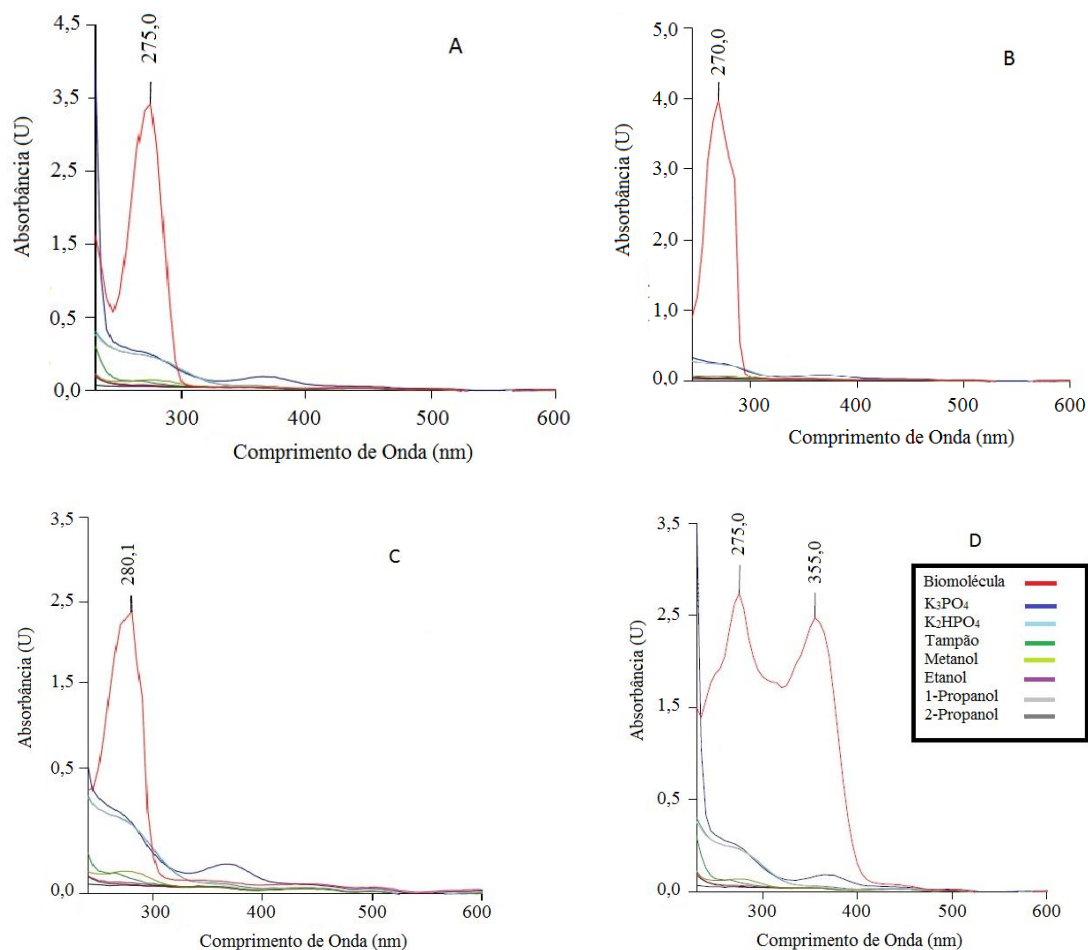 A
275,0
Absorbância (U)
4,5
3,5
2,5
1,5
0,5
0,0
300
400
500
600
Comprimento de Onda (nm)
B
270,0
Absorbância (U)
5,0
4,0
3,0
2,0
1,0
0,0
300
400
500
600
Comprimento de Onda (nm)
C
280,1
Absorbância (U)
3,5
2,5
1,5
0,5
0,0
300
400
500
600
Comprimento de Onda (nm)
D
275,0
355,0
Absorbância (U)
3,5
2,5
1,5
0,5
0,0
300
400
500
600
Comprimento de Onda (nm)
Biomolécula
K₃PO₄
K₂HPO₄
Tampão
Metanol
Etanol
1-Propanol
2-Propanol